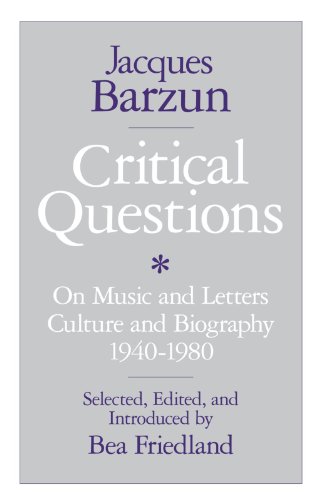 Jacques
Barzun
Critical
Questions
*
On Music and Letters
Culture and Biography
1940-1980
Selected, Edited, and
Introduced by
Bea Friedland